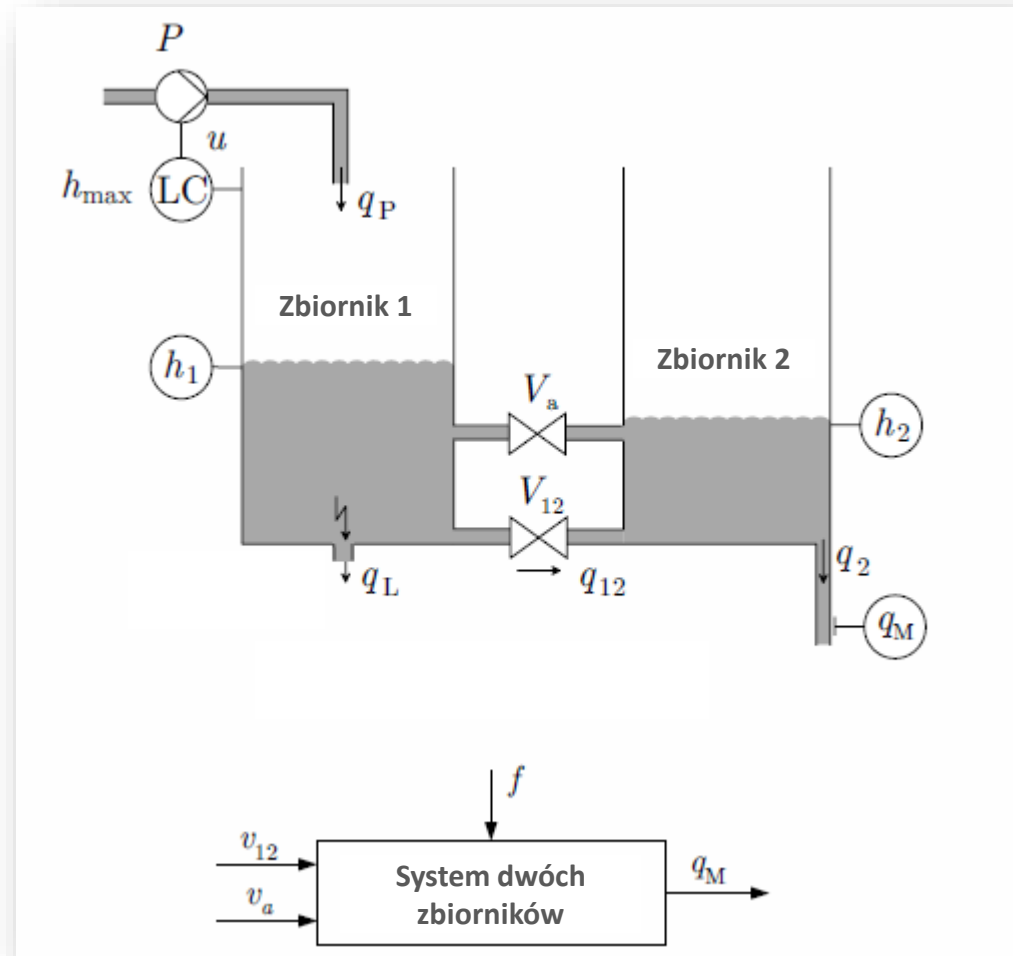 P
u
h_max LC
q_P
Zbiornik 1
Zbiornik 2
h_1
V_a
h_2
V_12
q_L
q_12
q_2
q_M
f
v_12
v_a
System dwóch
zbiorników
q_M